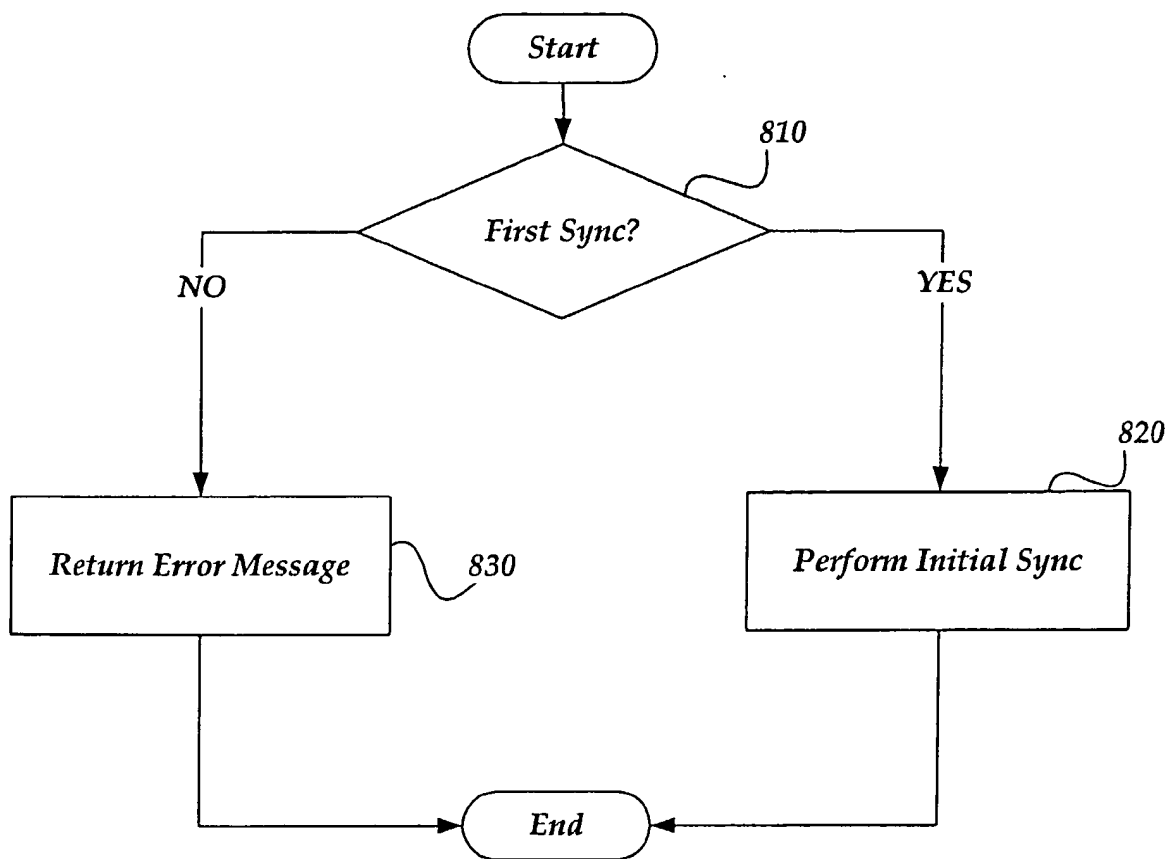 Start
810
First Sync?
NO
YES
820
Return Error Message
830
Perform Initial Sync
End